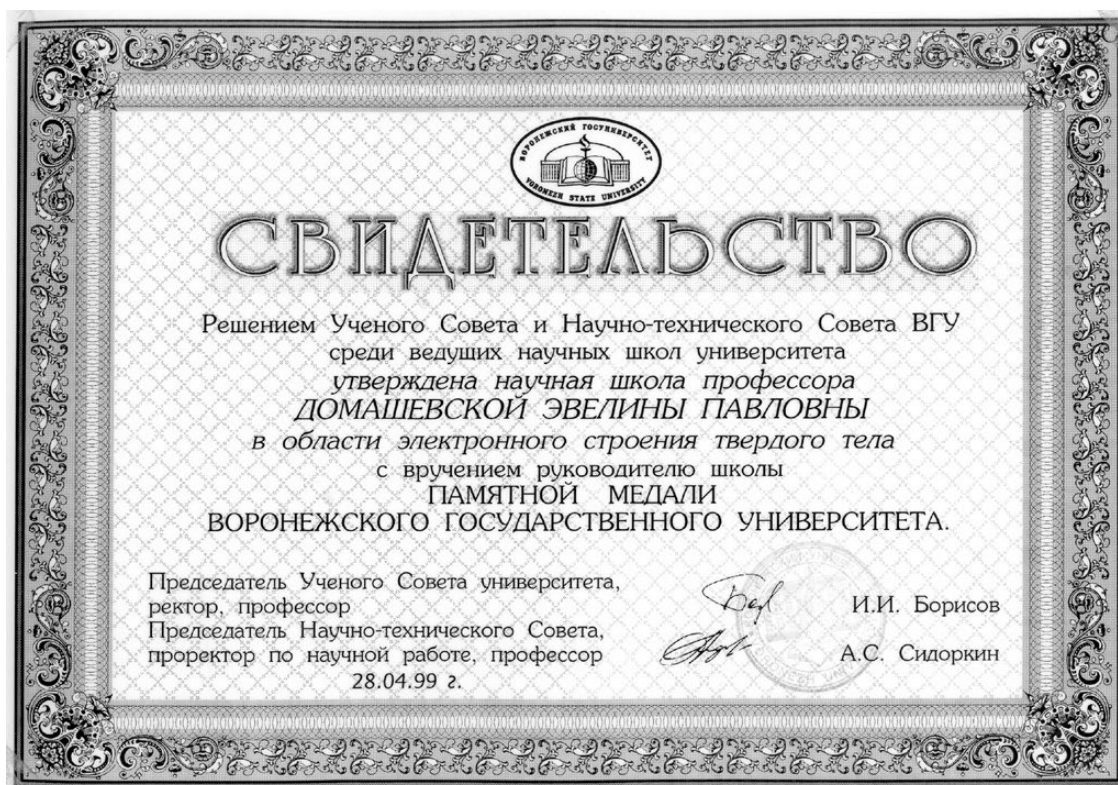 ВОРОНЕЖСКИЙ ГОСУНИВЕРСИТЕТ
VORONEZH STATE UNIVERSITY
СВИДЕТЕЛЬСТВО
Решением Ученого Совета и Научно-технического Совета ВГУ
среди ведущих научных школ университета
утверждена научная школа профессора
ДОМАШЕВСКОЙ ЭВЕЛИНЫ ПАВЛОВНЫ
в области электронного строения твердого тела
с вручением руководителю школы
ПАМЯТНОЙ МЕДАЛИ
ВОРОНЕЖСКОГО ГОСУДАРСТВЕННОГО УНИВЕРСИТЕТА.
Председатель Ученого Совета университета,
ректор, профессор И.И. Борисов
Председатель Научно-технического Совета,
проректор по научной работе, профессор А.С. Сидоркин
28.04.99 г.